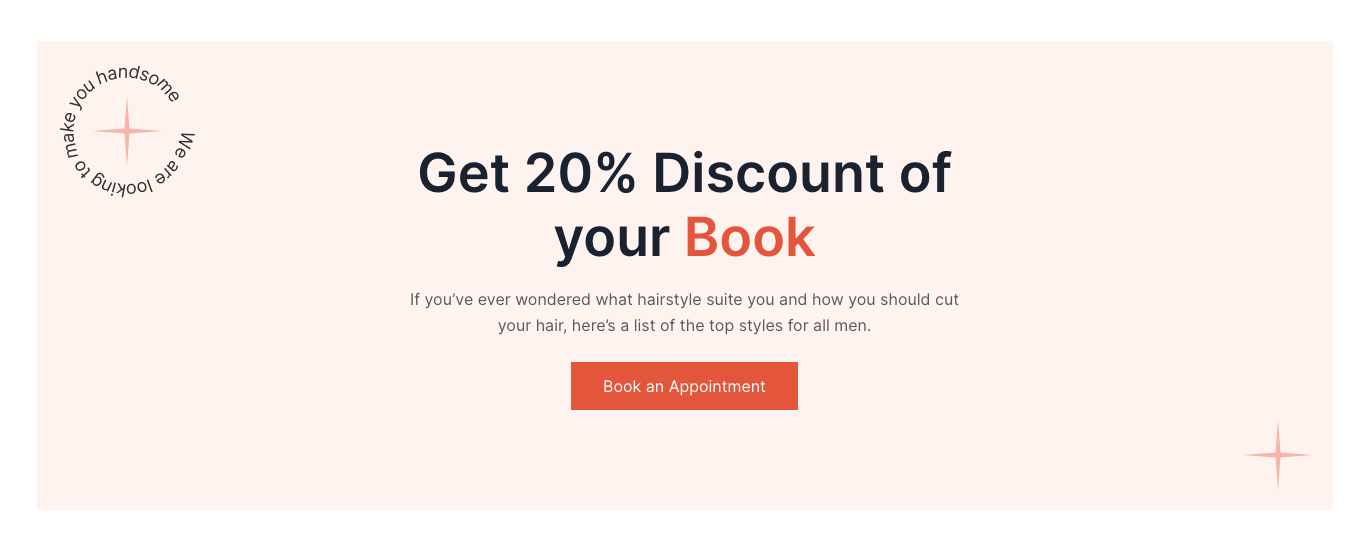 We are looking to make you handsome
Get 20% Discount of
your Book
If you’ve ever wondered what hairstyle suite you and how you should cut
your hair, here’s a list of the top styles for all men.
Book an Appointment